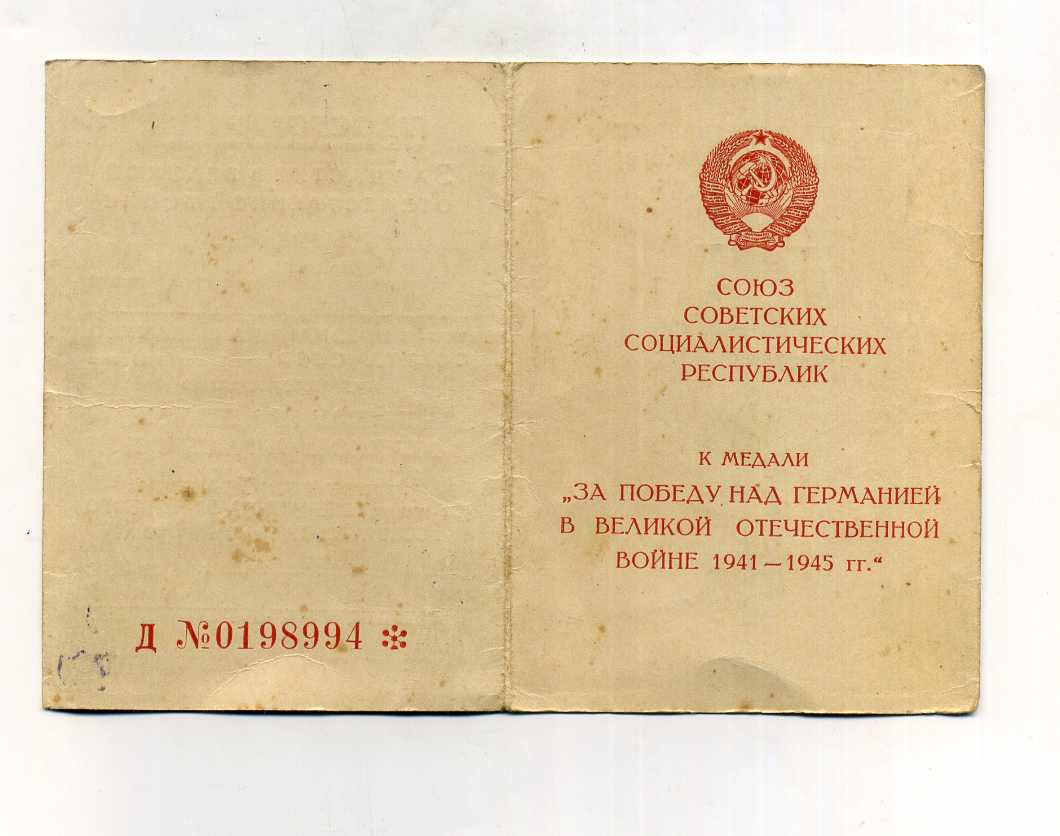 СОЮЗ
СОВЕТСКИХ
СОЦИАЛИСТИЧЕСКИХ
РЕСПУБЛИК
К МЕДАЛИ
„ЗА ПОБЕДУ НАД ГЕРМАНИЕЙ
В ВЕЛИКОЙ ОТЕЧЕСТВЕННОЙ
ВОЙНЕ 1941—1945 гг.“
Д №0198994